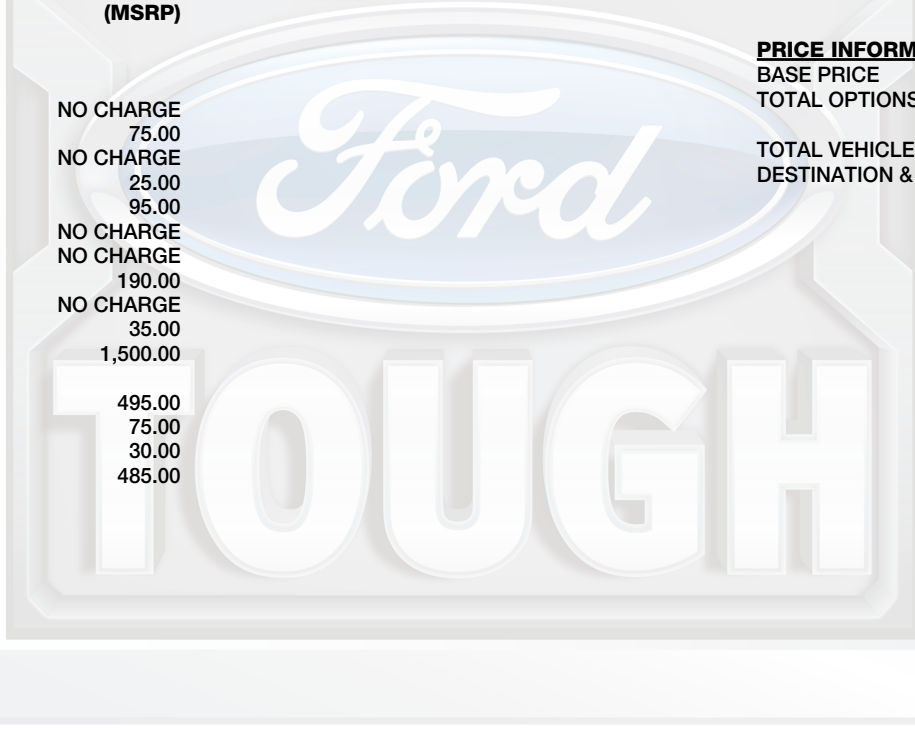 (MSRP)
NO CHARGE
75.00
NO CHARGE
25.00
95.00
NO CHARGE
NO CHARGE
190.00
NO CHARGE
35.00
1,500.00
495.00
75.00
30.00
485.00
PRICE INFORM
BASE PRICE
TOTAL OPTIONS
TOTAL VEHICLE
DESTINATION &
Ford
TOUGH